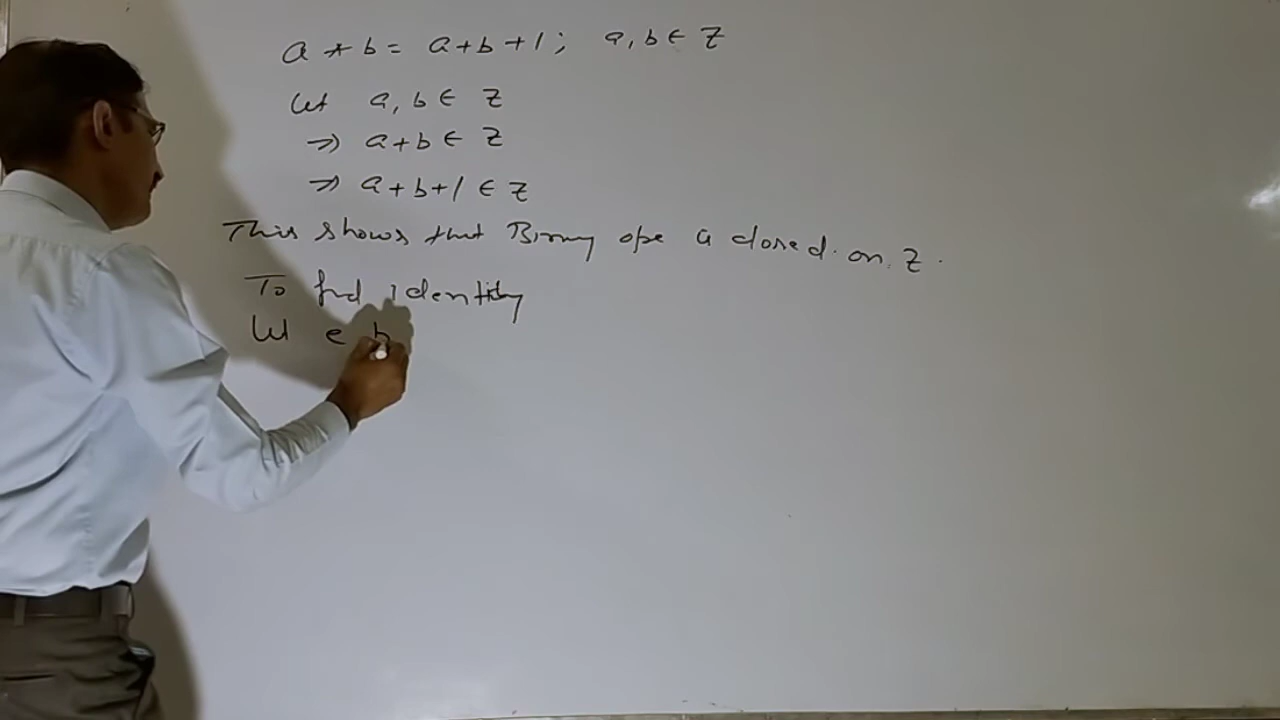 a * b = a+b+1; a, b ∈ Z
Let a, b ∈ Z
⇒ a+b ∈ Z
⇒ a+b+1 ∈ Z
This shows that Binary ope a closed. on Z.
To find identity
Let e b